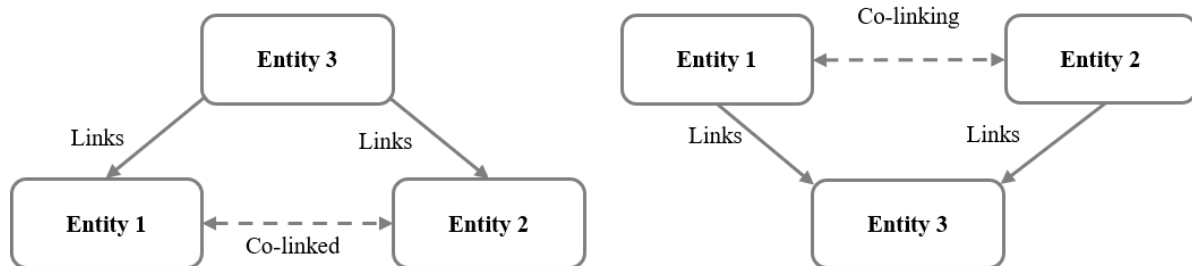 Entity 3
Links
Links
Entity 1
Co-linked
Entity 2
Co-linking
Entity 1
Entity 2
Links
Links
Entity 3